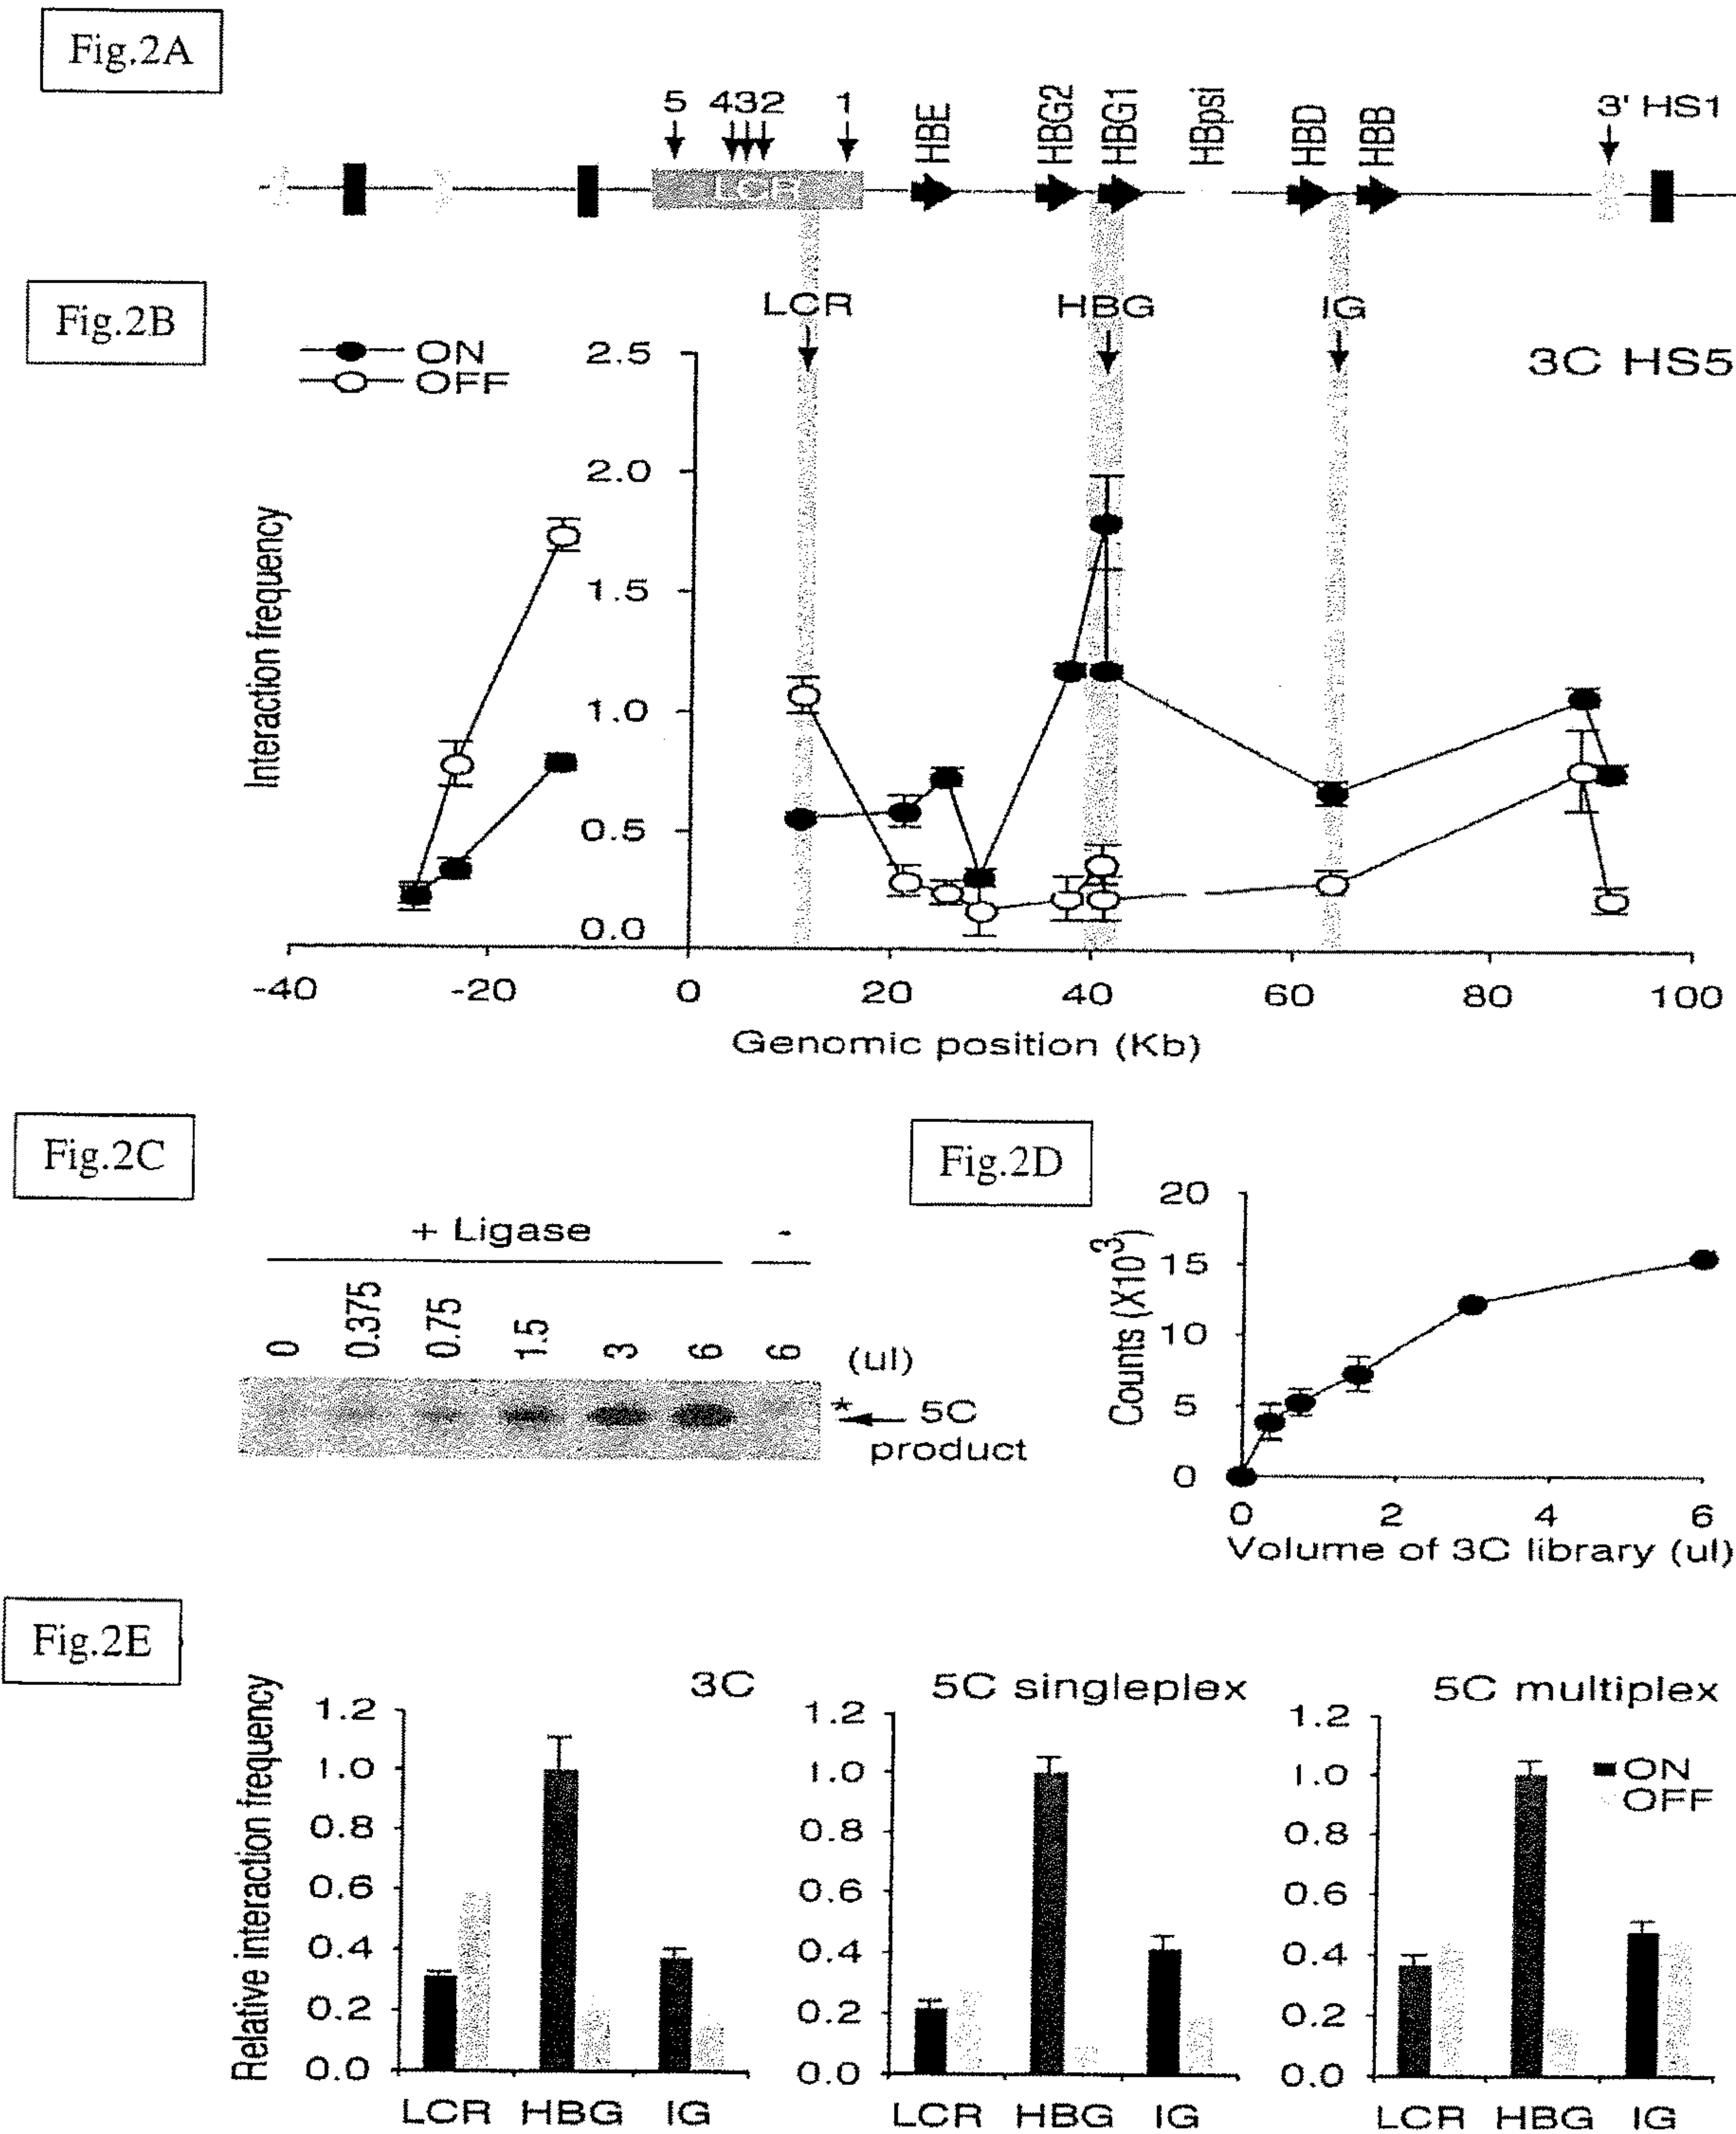 Fig.2A
5 4 3 2 1
HBE
HBG2
HBG1
HBpsi
HBD
HBB
3' HS1
LCR
Fig.2B
LCR HBG IG
ON
OFF
3C HS5
Interaction frequency
2.5
2.0
1.5
1.0
0.5
0.0
-40 -20 0 20 40 60 80 100
Genomic position (Kb)
Fig.2C
+ Ligase -
0 0.375 0.75 1.5 3 6 6 (ul)
*
5C
product
Fig.2D
Counts (X10³)
20
15
10
5
0
0 2 4 6
Volume of 3C library (ul)
Fig.2E
Relative interaction frequency
3C
1.2
1.0
0.8
0.6
0.4
0.2
0.0
LCR HBG IG
5C singleplex
1.2
1.0
0.8
0.6
0.4
0.2
0.0
LCR HBG IG
5C multiplex
1.2
1.0
0.8
0.6
0.4
0.2
0.0
ON
OFF
LCR HBG IG